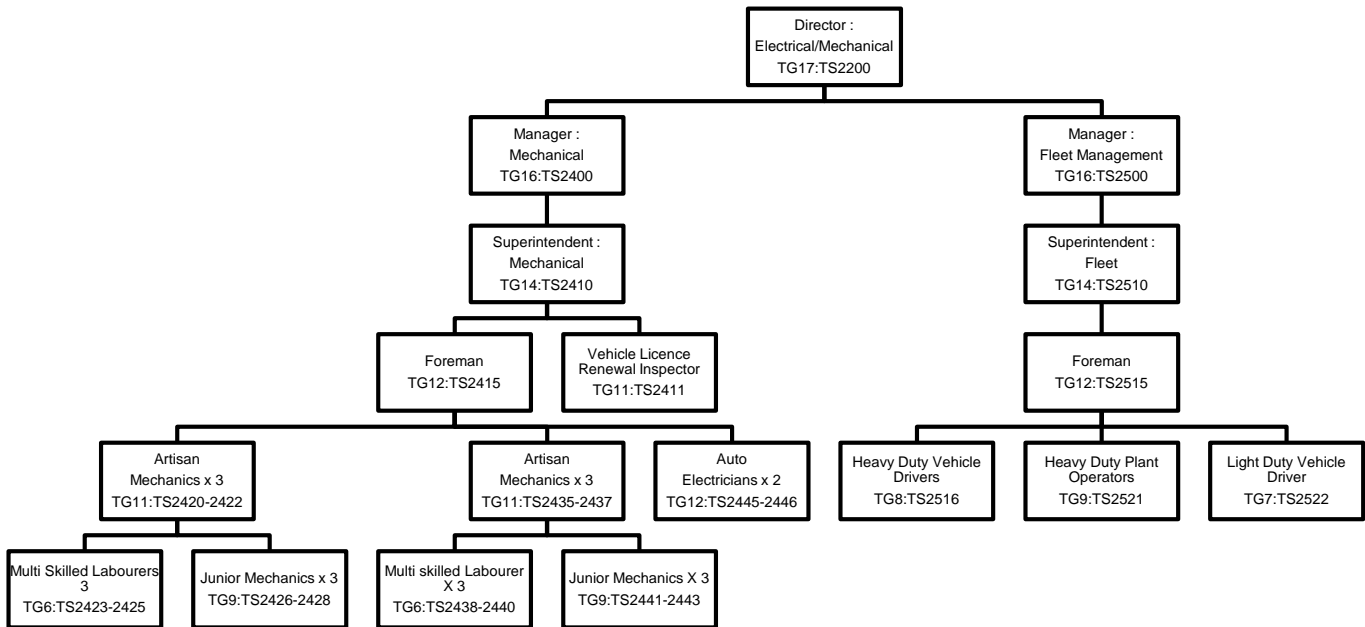 Director :
Electrical/Mechanical
TG17:TS2200
Manager :
Mechanical
TG16:TS2400
Manager :
Fleet Management
TG16:TS2500
Superintendent :
Mechanical
TG14:TS2410
Superintendent :
Fleet
TG14:TS2510
Foreman
TG12:TS2415
Vehicle Licence
Renewal Inspector
TG11:TS2411
Foreman
TG12:TS2515
Artisan
Mechanics x 3
TG11:TS2420-2422
Artisan
Mechanics x 3
TG11:TS2435-2437
Auto
Electricians x 2
TG12:TS2445-2446
Heavy Duty Vehicle
Drivers
TG8:TS2516
Heavy Duty Plant
Operators
TG9:TS2521
Light Duty Vehicle
Driver
TG7:TS2522
Multi Skilled Labourers
3
TG6:TS2423-2425
Junior Mechanics x 3
TG9:TS2426-2428
Multi skilled Labourer
X 3
TG6:TS2438-2440
Junior Mechanics X 3
TG9:TS2441-2443